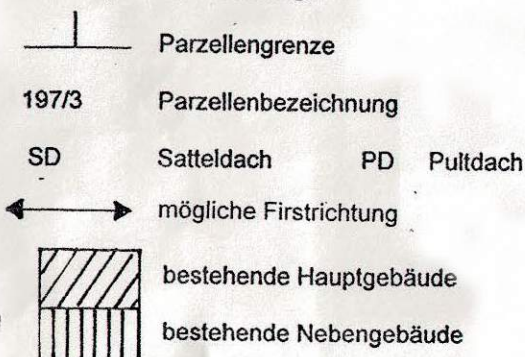 Parzellengrenze
197/3 Parzellenbezeichnung
SD Satteldach PD Pultdach
mögliche Firstrichtung
bestehende Hauptgebäude
bestehende Nebengebäude